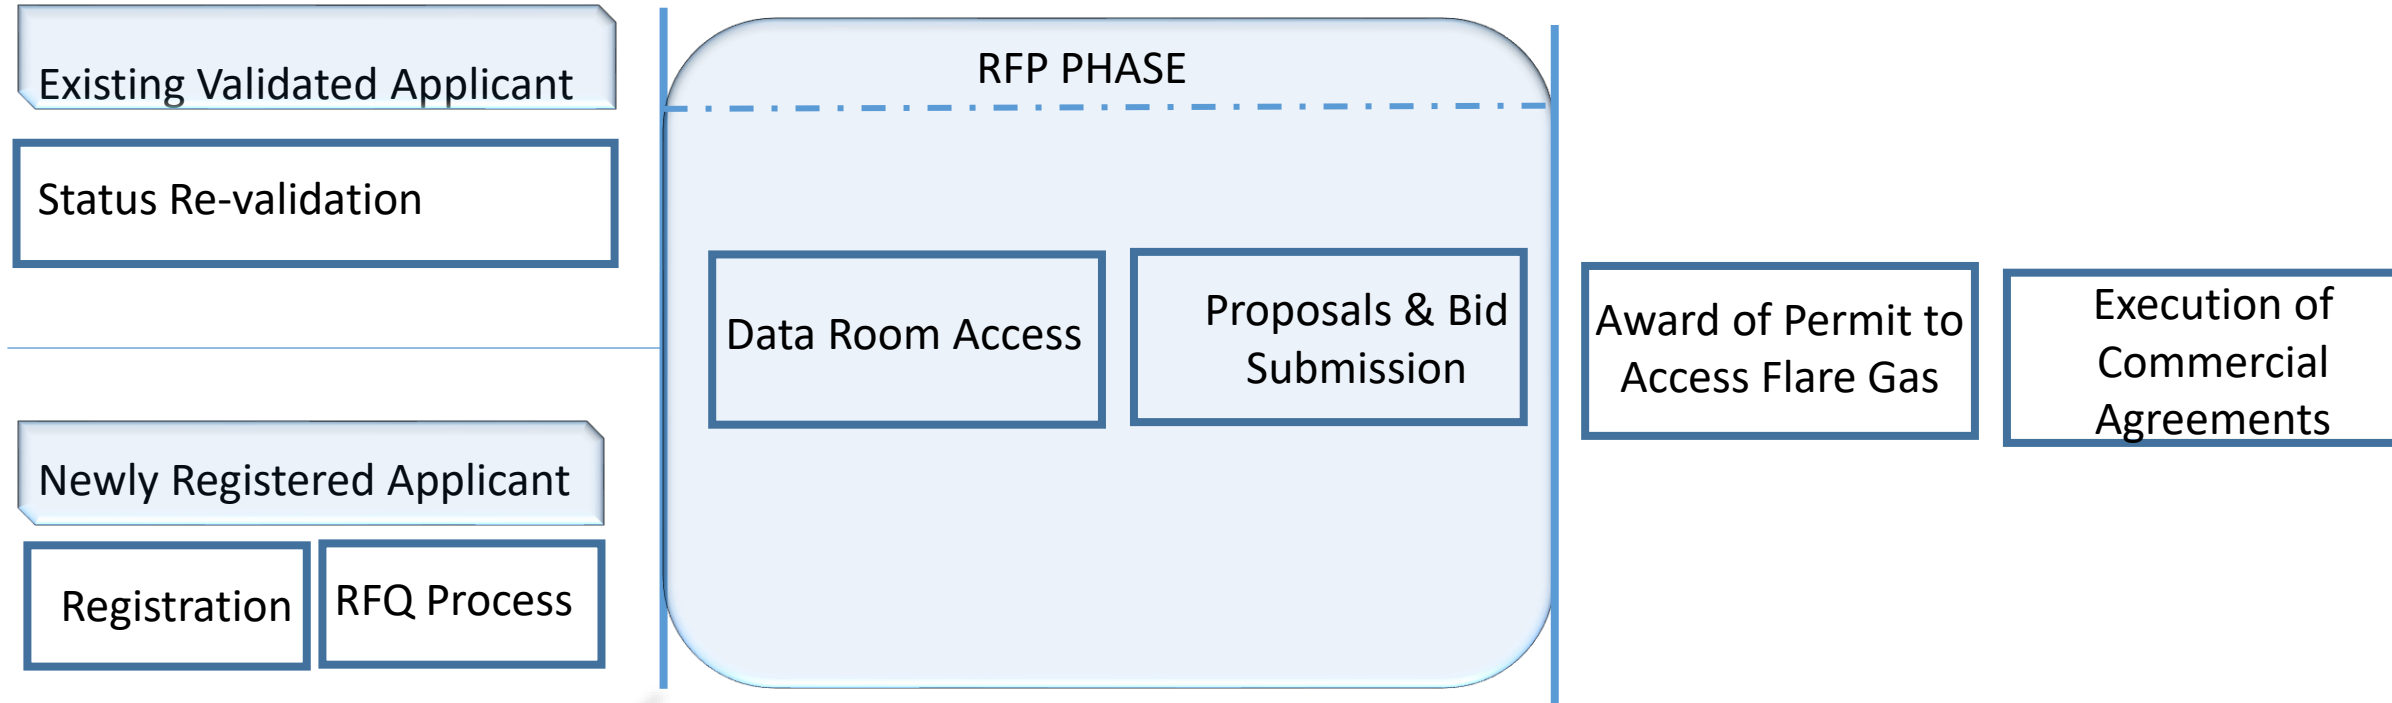 Existing Validated Applicant
Status Re-validation
Newly Registered Applicant
Registration
RFQ Process
RFP PHASE
Data Room Access
Proposals & Bid
Submission
Award of Permit to
Access Flare Gas
Execution of
Commercial
Agreements